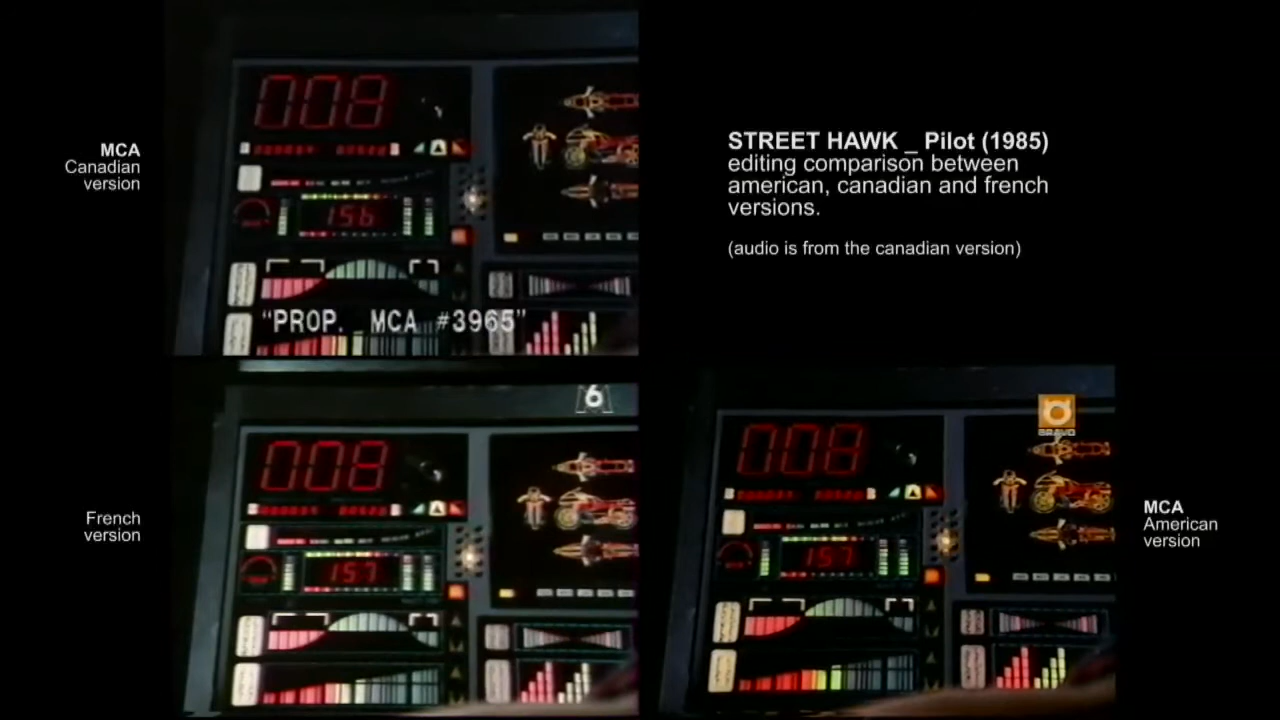 008
MCA
Canadian
version
156
"PROP. MCA #3965"
STREET HAWK _ Pilot (1985)
editing comparison between
american, canadian and french
versions.
(audio is from the canadian version)
6
008
French
version
157
BRAVO
008
157
MCA
American
version